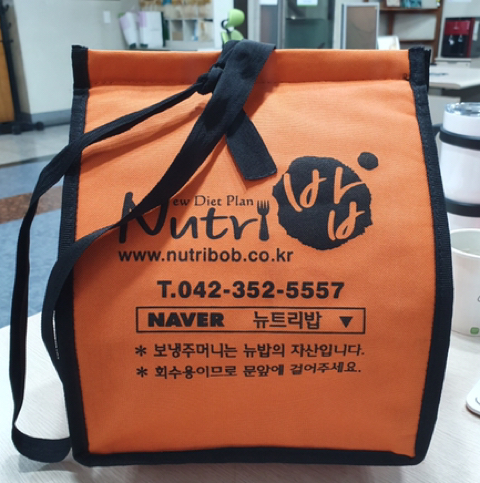 New Diet Plan
Nutri 밥
www.nutribob.co.kr
T.042-352-5557
NAVER 뉴트리밥 ▼
* 보냉주머니는 뉴밥의 자산입니다.
* 회수용이므로 문앞에 걸어주세요.